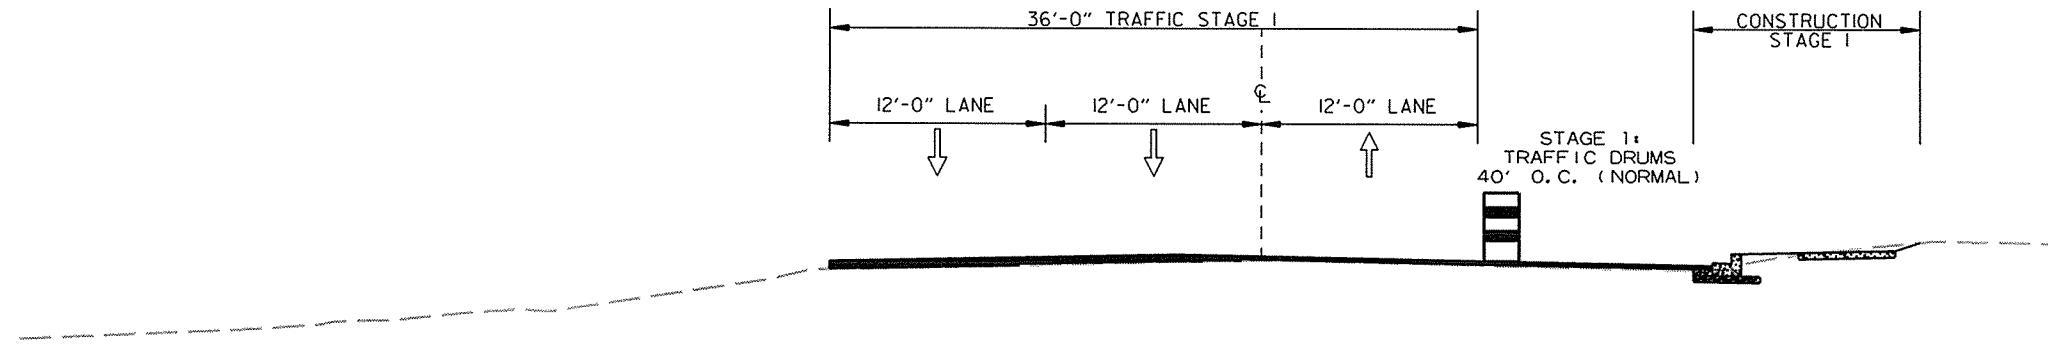 36'-0" TRAFFIC STAGE 1
CONSTRUCTION
STAGE 1
12'-0" LANE
12'-0" LANE
℄
12'-0" LANE
STAGE 1:
TRAFFIC DRUMS
40' O.C. (NORMAL)